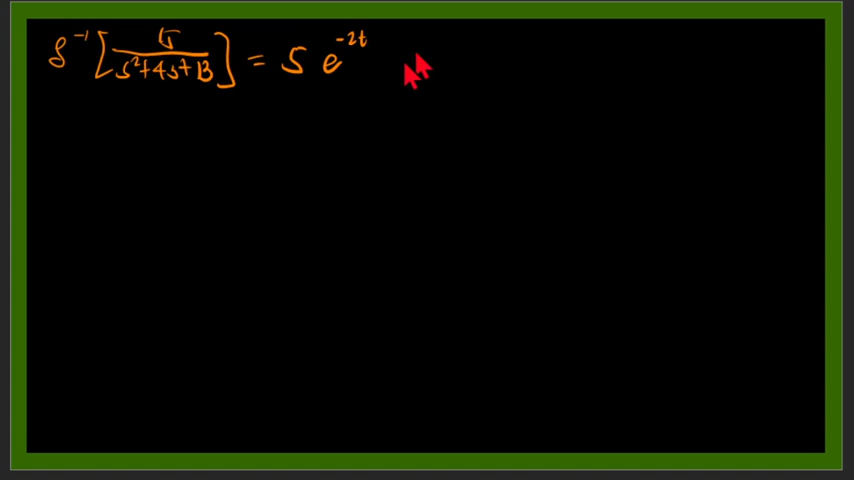 ℒ⁻¹[15/(s²+4s+13)] = 5 e^{-2t}